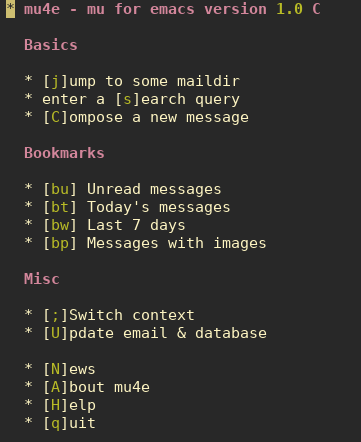 * mu4e - mu for emacs version 1.0 C
Basics
* [j]ump to some maildir
* enter a [s]earch query
* [C]ompose a new message
Bookmarks
* [bu] Unread messages
* [bt] Today's messages
* [bw] Last 7 days
* [bp] Messages with images
Misc
* [;]Switch context
* [U]pdate email & database
* [N]ews
* [A]bout mu4e
* [H]elp
* [q]uit